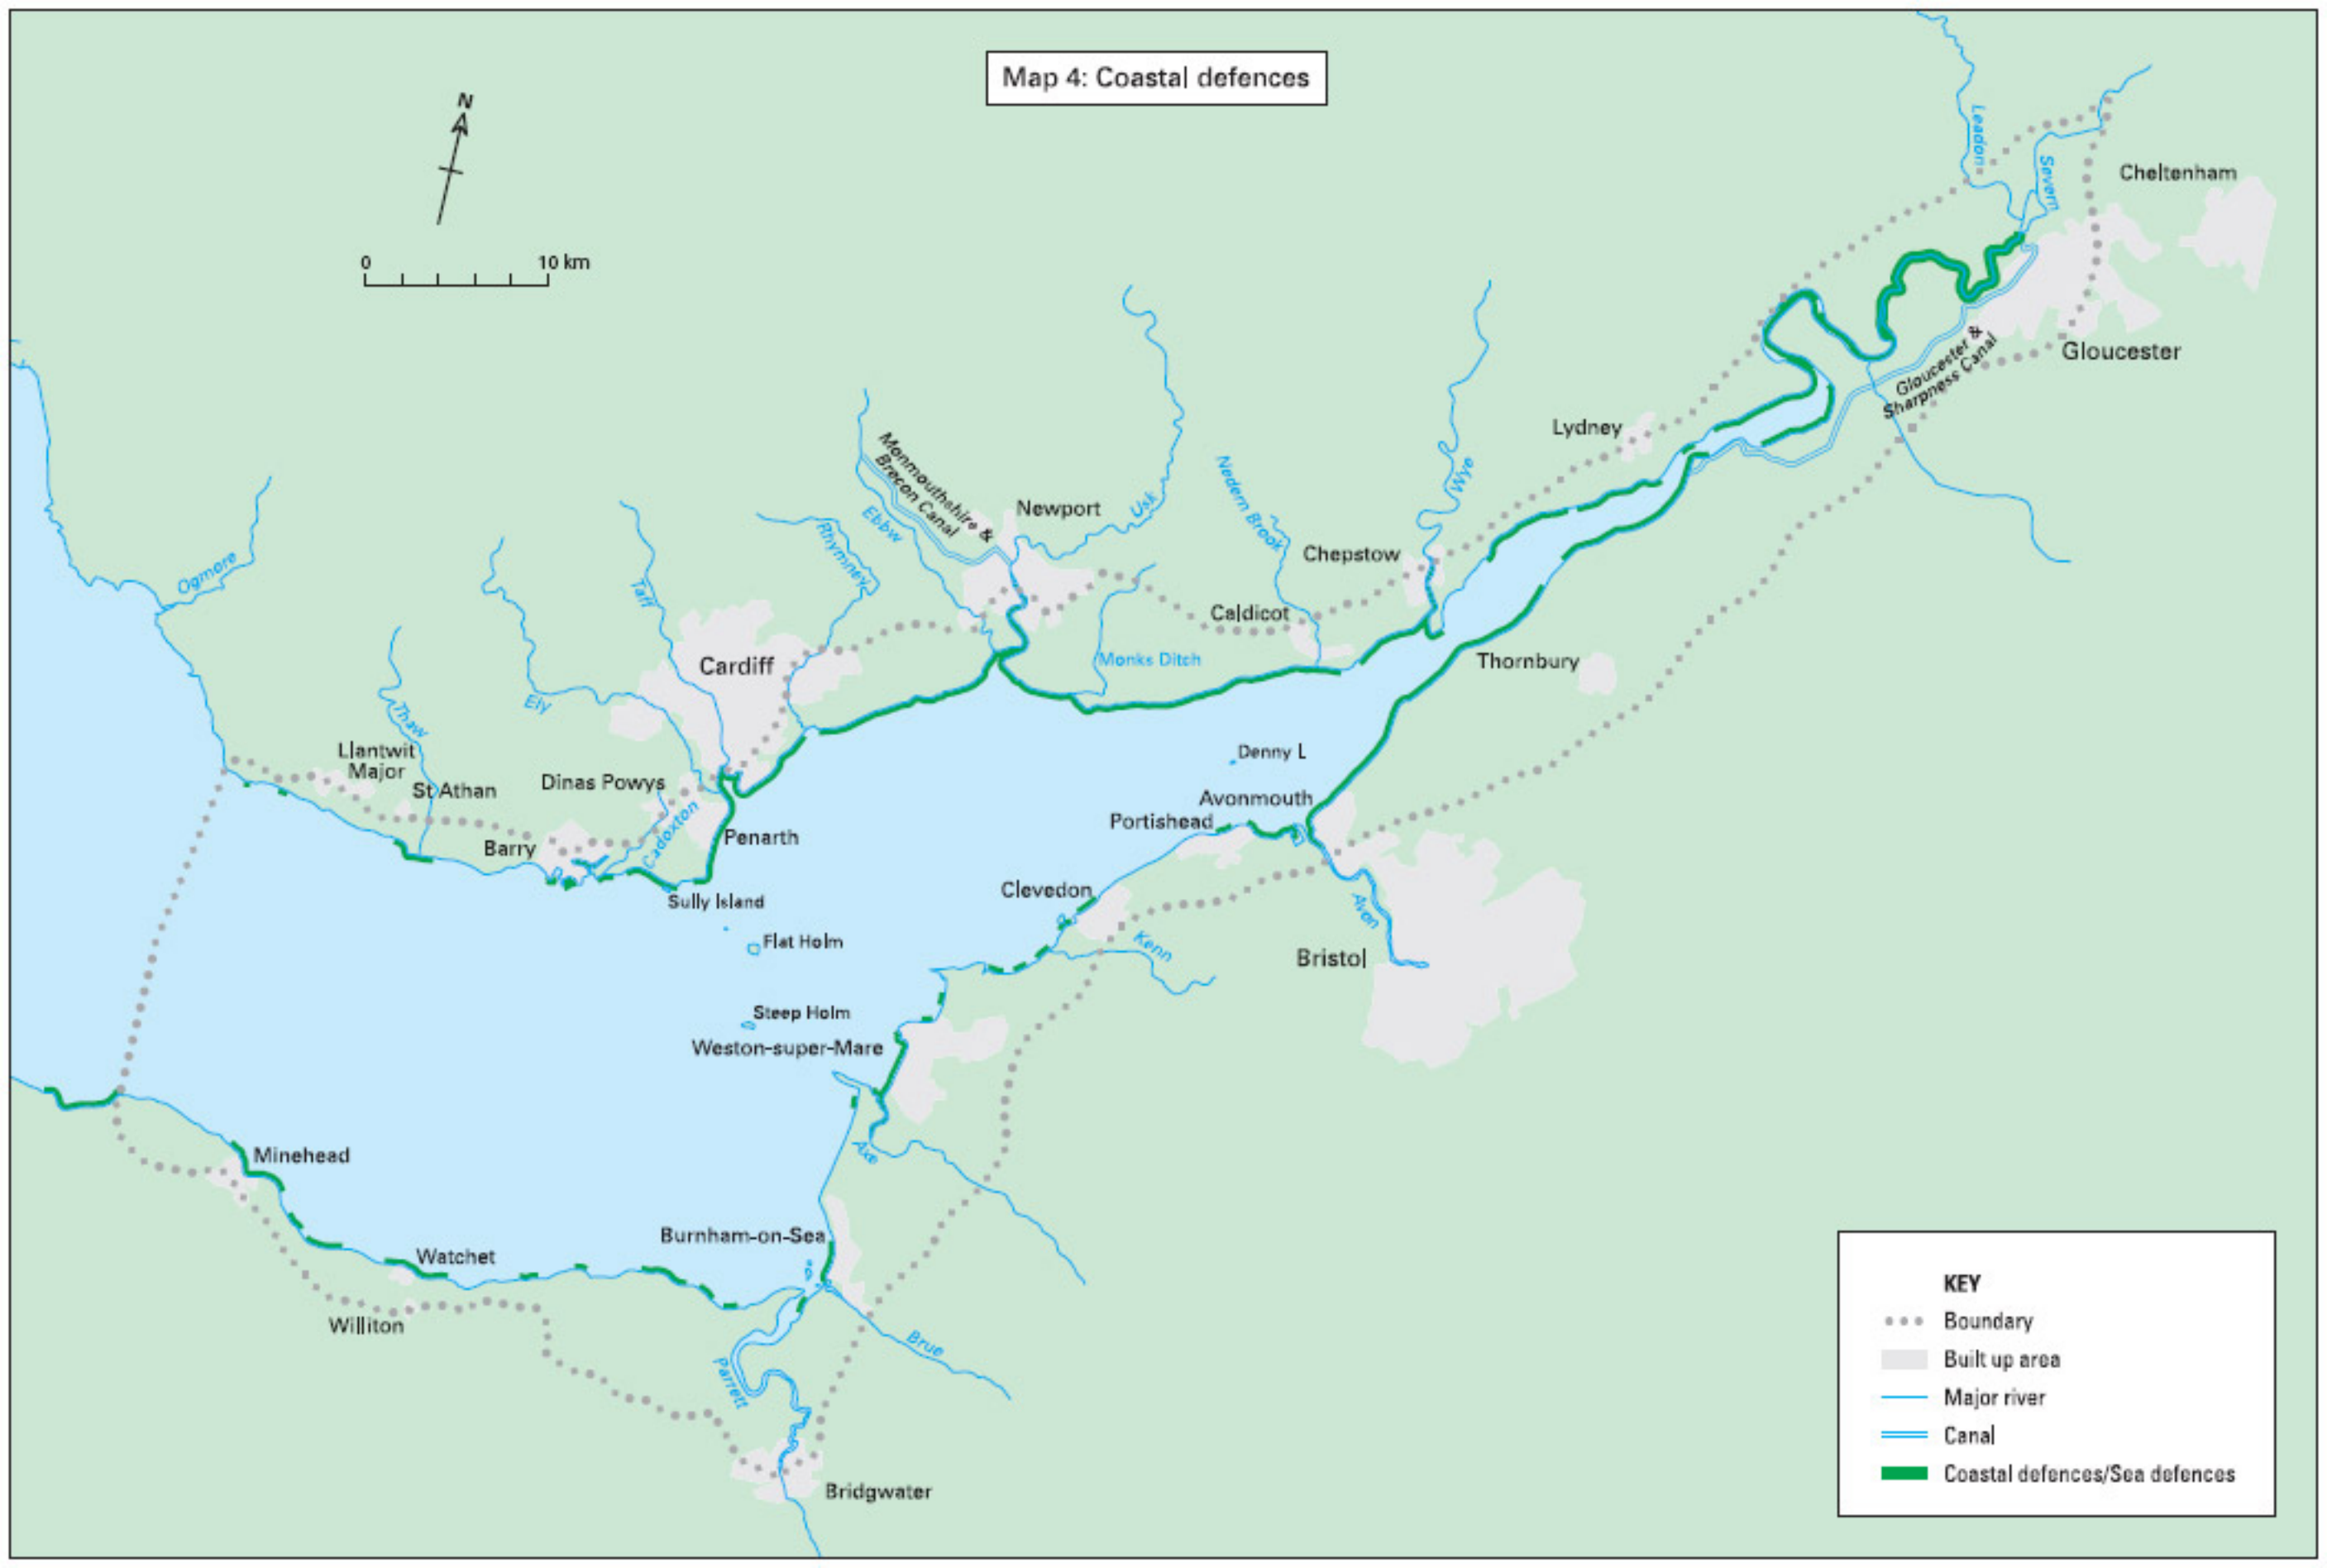 Map 4: Coastal defences
N
0
10 km
Leadon
Severn
Cheltenham
Gloucester
Gloucester &
Sharpness Canal
Lydney
Wye
Nedern Brook
Chepstow
Caldicot
Usk
Newport
Monmouthshire &
Brecon Canal
Ebbw
Rhymney
Monks Ditch
Taff
Cardiff
Ely
Ogmore
Thaw
Llantwit
Major
St Athan
Dinas Powys
Cadoxton
Barry
Penarth
Sully Island
Flat Holm
Steep Holm
Denny I.
Thornbury
Avonmouth
Portishead
Avon
Bristol
Clevedon
Kenn
Weston-super-Mare
Axe
Minehead
Watchet
Williton
Burnham-on-Sea
Brue
Parrett
Bridgwater
KEY
Boundary
Built up area
Major river
Canal
Coastal defences/Sea defences